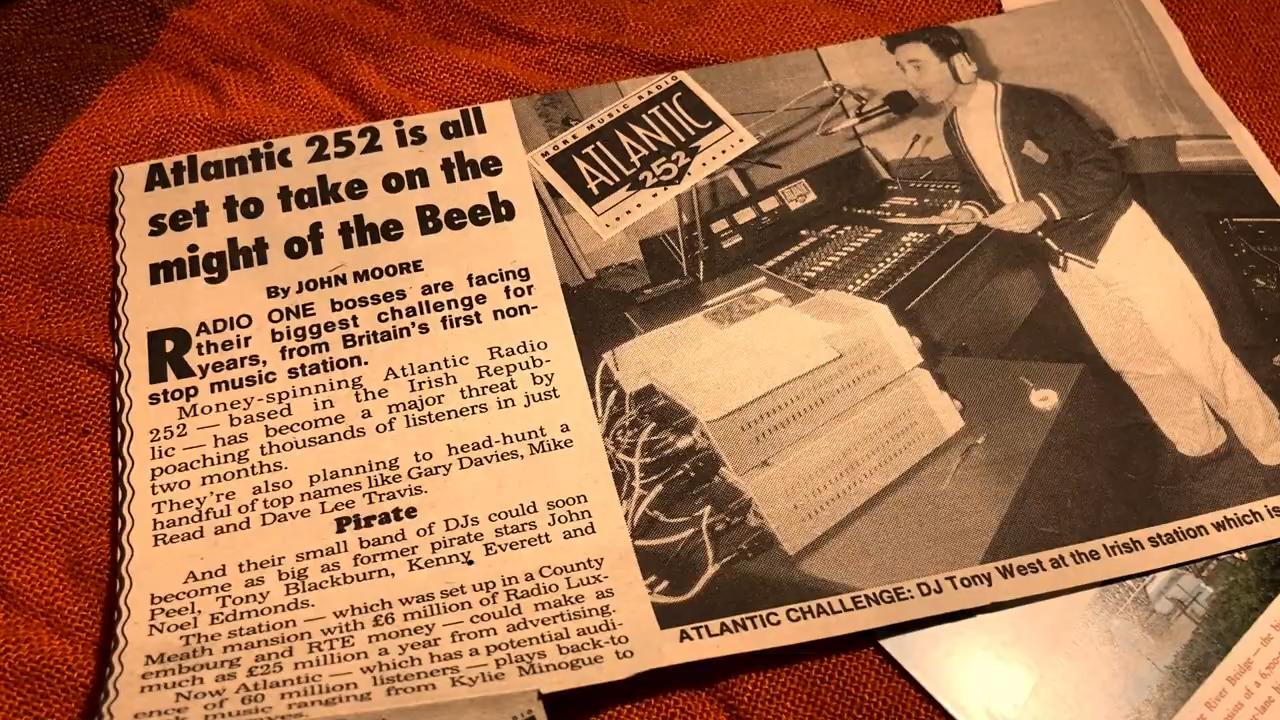 Atlantic 252 is all
set to take on the
might of the Beeb
By JOHN MOORE
RADIO ONE bosses are facing
their biggest challenge for
years, from Britain's first non-
stop music station.
Money-spinning Atlantic Radio
252 — based in the Irish Repub-
lic — has become a major threat by
poaching thousands of listeners in just
two months.
They're also planning to head-hunt a
handful of top names like Gary Davies, Mike
Read and Dave Lee Travis.
Pirate
And their small band of DJs could soon
become as big as former pirate stars John
Peel, Tony Blackburn, Kenny Everett and
Noel Edmonds.
The station — which was set up in a County
Meath mansion with £6 million of Radio Lux-
embourg and RTE money — could make as
much as £25 million a year from advertising.
Now Atlantic — which has a potential audi-
ence of 60 million listeners — plays back-to
music ranging from Kylie Minogue to
MORE MUSIC RADIO
ATLANTIC
252
LONG WAVE RADIO
ATLANTIC CHALLENGE: DJ Tony West at the Irish station which is
River Bridge — the
of a 6,
lane